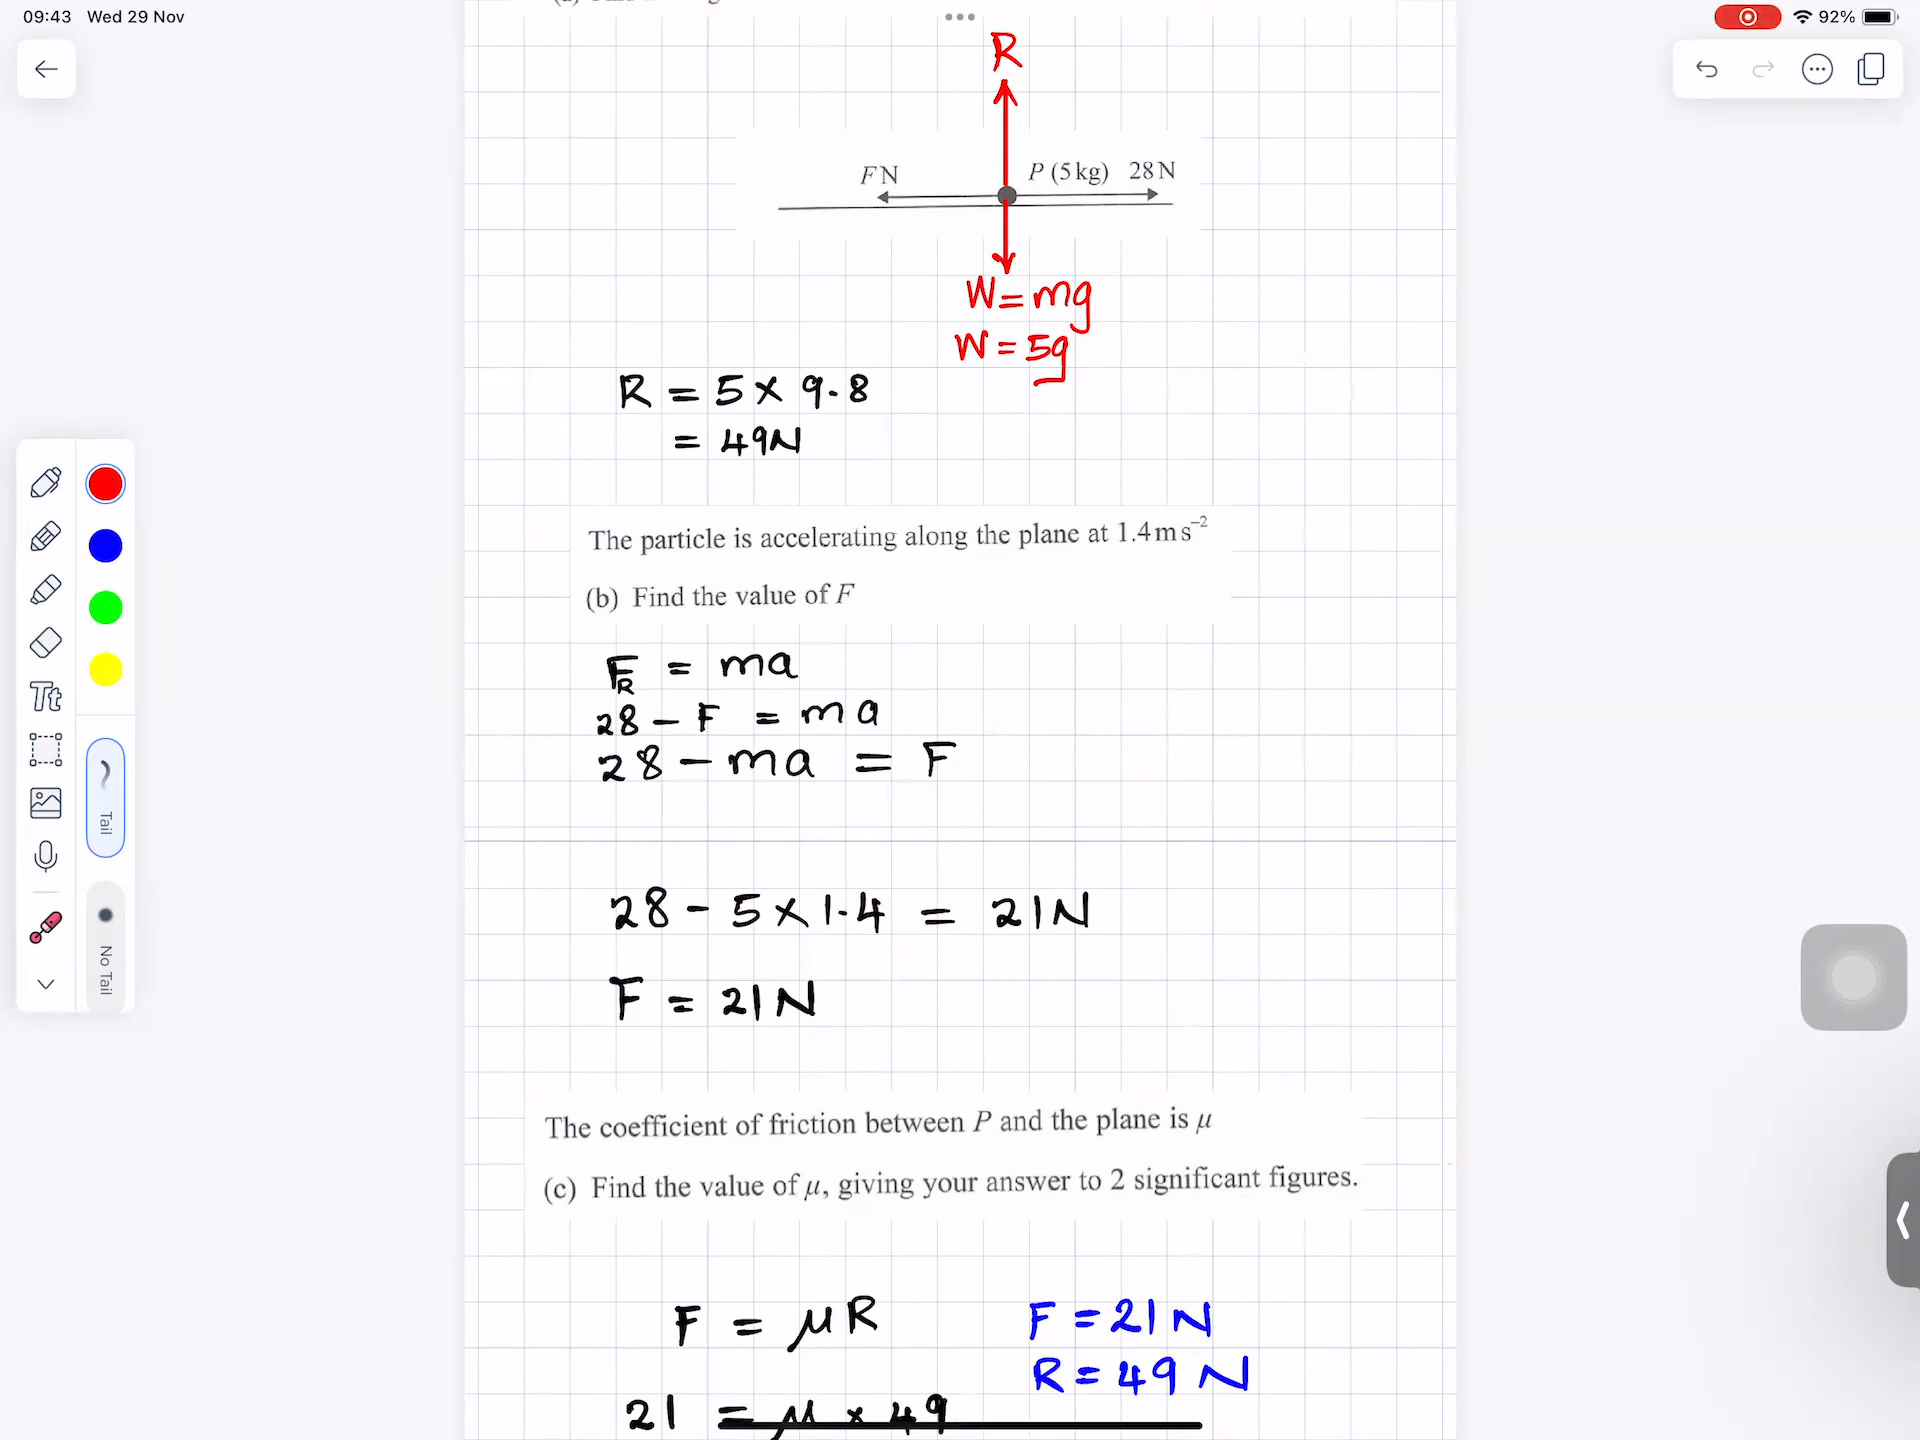 09:43 Wed 29 Nov
92%
R
F N
P (5 kg) 28 N
W = mg
W = 5g
R = 5 × 9.8
= 49N
The particle is accelerating along the plane at 1.4 m s⁻²
(b) Find the value of F
F_R = ma
28 - F = ma
28 - ma = F
28 - 5 × 1.4 = 21N
F = 21N
The coefficient of friction between P and the plane is μ
(c) Find the value of μ, giving your answer to 2 significant figures.
F = μR
F = 21 N
R = 49 N
21 = μ × 49
Tt
Tail
No Tail